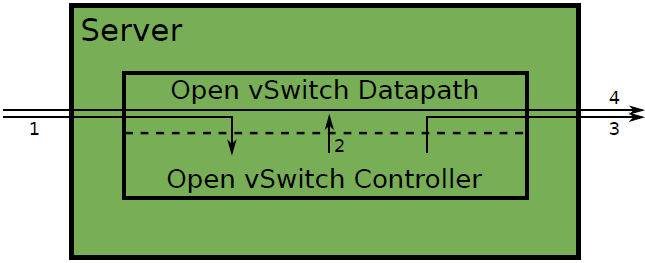 Server
Open vSwitch Datapath
4
1
3
2
Open vSwitch Controller